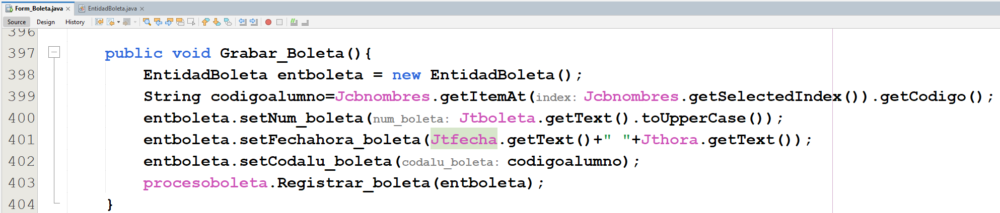 Form_Boleta.java × EntidadBoleta.java ×
Source Design History
396
397 public void Grabar_Boleta(){
398 EntidadBoleta entboleta = new EntidadBoleta();
399 String codigoalumno=Jcbnombres.getItemAt(index: Jcbnombres.getSelectedIndex()).getCodigo();
400 entboleta.setNum_boleta(num_boleta: Jtboleta.getText().toUpperCase());
401 entboleta.setFechahora_boleta(Jtfecha.getText()+" "+Jthora.getText());
402 entboleta.setCodalu_boleta(codalu_boleta: codigoalumno);
403 procesoboleta.Registrar_boleta(entboleta);
404 }